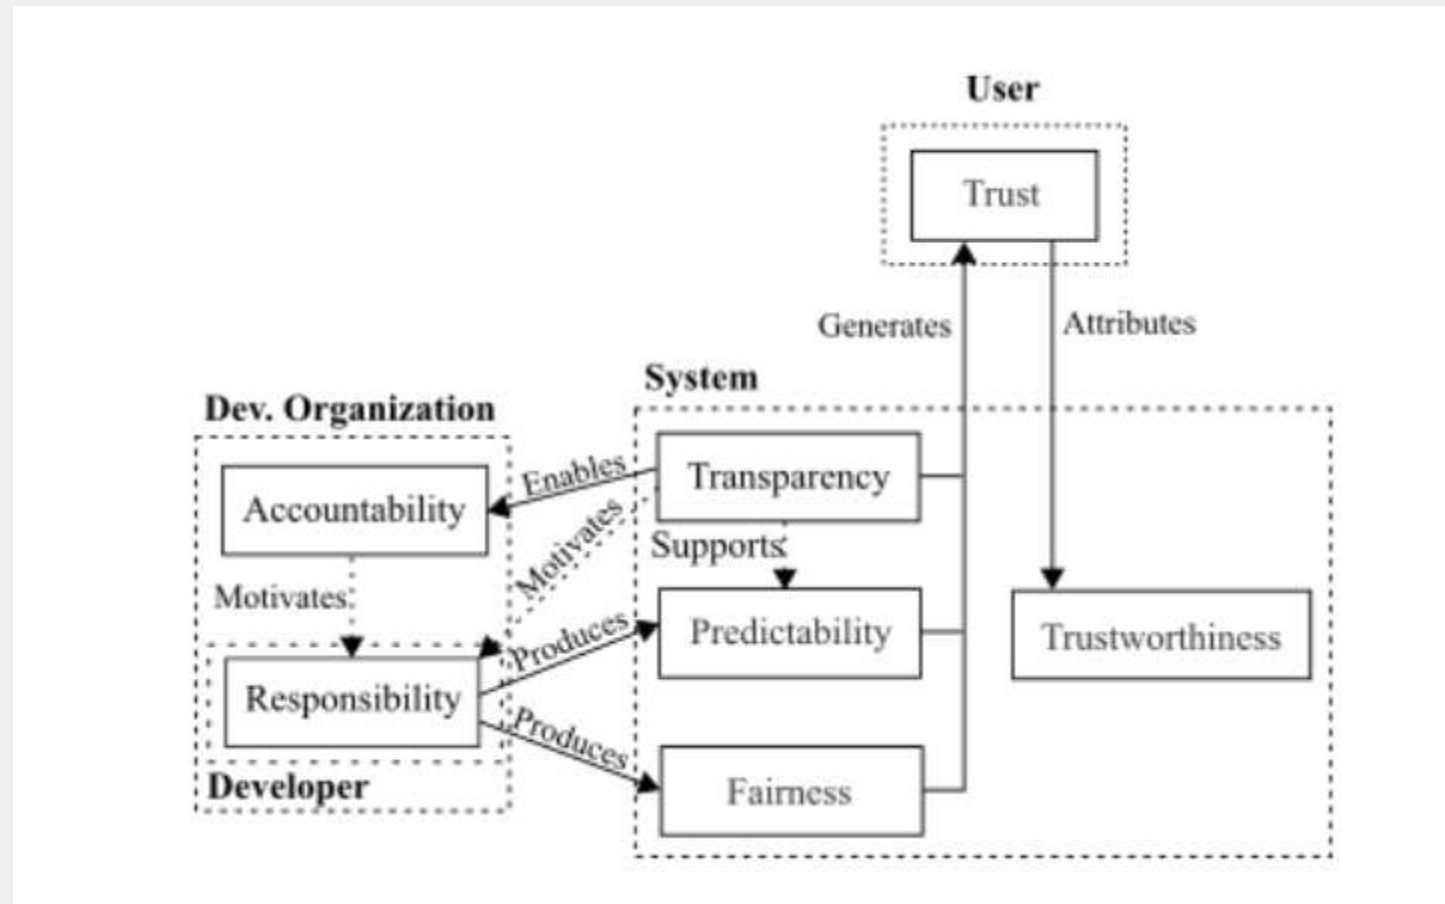 User
Trust
Generates
Attributes
System
Dev. Organization
Transparency
Enables
Accountability
Motivates
Supports
Motivates
Predictability
Trustworthiness
Produces
Responsibility
Produces
Developer
Fairness